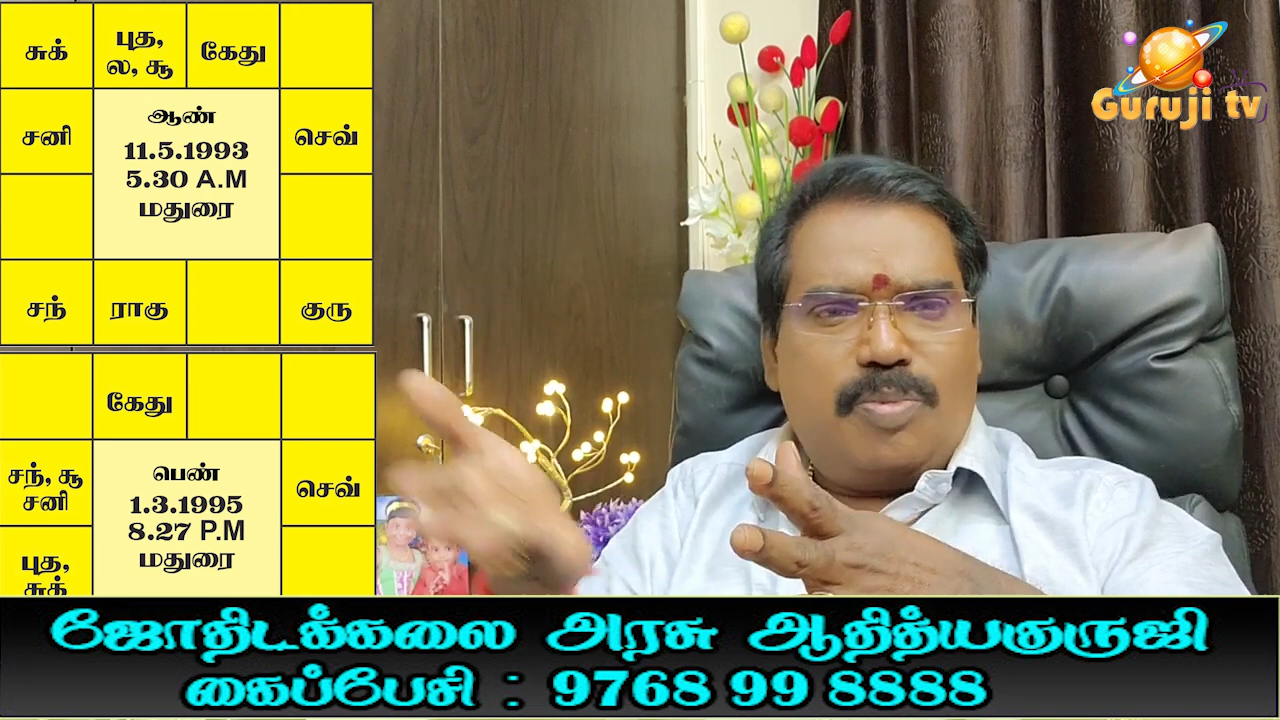 சுக்
புத,
ல, சூ
கேது
சனி
ஆண்
11.5.1993
5.30 A.M
மதுரை
செவ்
சந்
ராகு
குரு
கேது
சந், சூ
சனி
பெண்
1.3.1995
8.27 P.M
மதுரை
செவ்
புத,
சுக்
Guruji tv
ஜோதிடக்கலை அரசு ஆதித்யகுருஜி
கைப்பேசி : 9768 99 8888